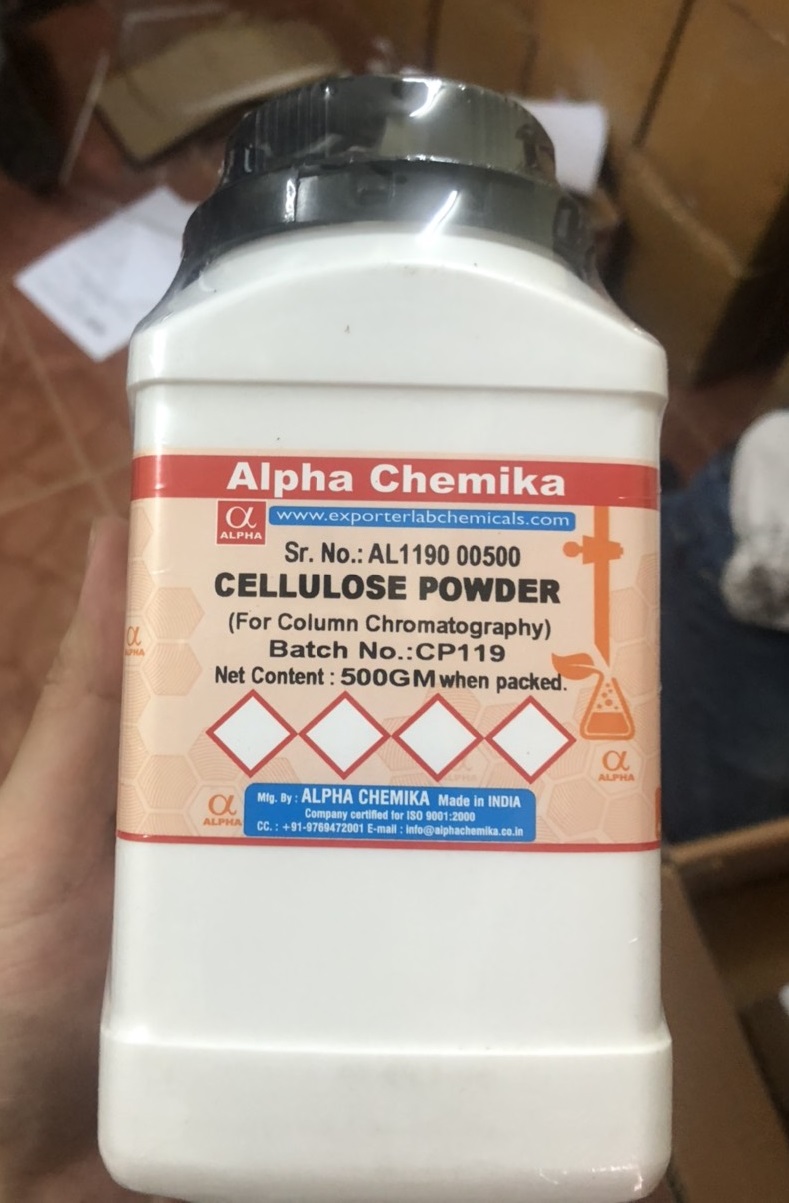 Alpha Chemika
α
ALPHA
www.exporterlabchemicals.com
Sr. No.: AL1190 00500
CELLULOSE POWDER
(For Column Chromatography)
Batch No.:CP119
Net Content : 500GM when packed.
α
ALPHA
α
ALPHA
α
ALPHA
Mfg. By : ALPHA CHEMIKA Made in INDIA
Company certified for ISO 9001:2000
CC. : +91-9769472001 E-mail : info@alphachemika.co.in